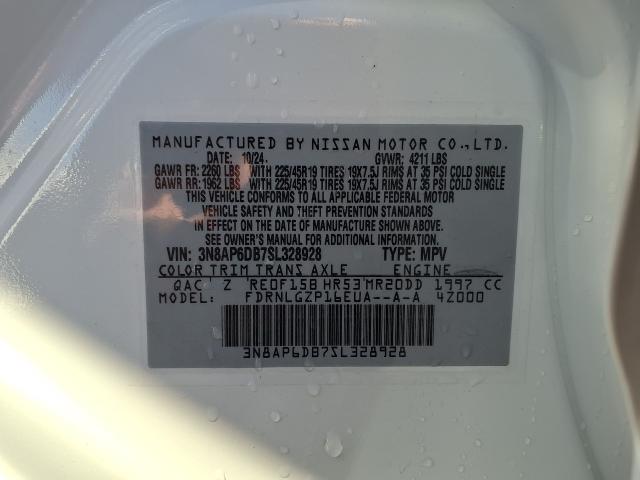 MANUFACTURED BY NISSAN MOTOR CO.,LTD.
DATE: 10/24. GVWR: 4211 LBS
GAWR FR: 2260 LBS WITH 225/45R19 TIRES 19X7.5J RIMS AT 35 PSI COLD SINGLE
GAWR RR: 1962 LBS WITH 225/45R19 TIRES 19X7.5J RIMS AT 35 PSI COLD SINGLE
THIS VEHICLE CONFORMS TO ALL APPLICABLE FEDERAL MOTOR
VEHICLE SAFETY AND THEFT PREVENTION STANDARDS
IN EFFECT ON THE DATE OF MANUFACTURE SHOWN ABOVE.
SEE OWNER'S MANUAL FOR ADDITIONAL INFORMATION.
VIN: 3N8AP6DB7SL328928 TYPE: MPV
COLOR TRIM TRANS AXLE ENGINE
QAC Z RE0F15B HR53 MR20DD 1997 CC
MODEL: FDRNLGZP16EUA--A-A 4Z000
3N8AP6DB7SL328928